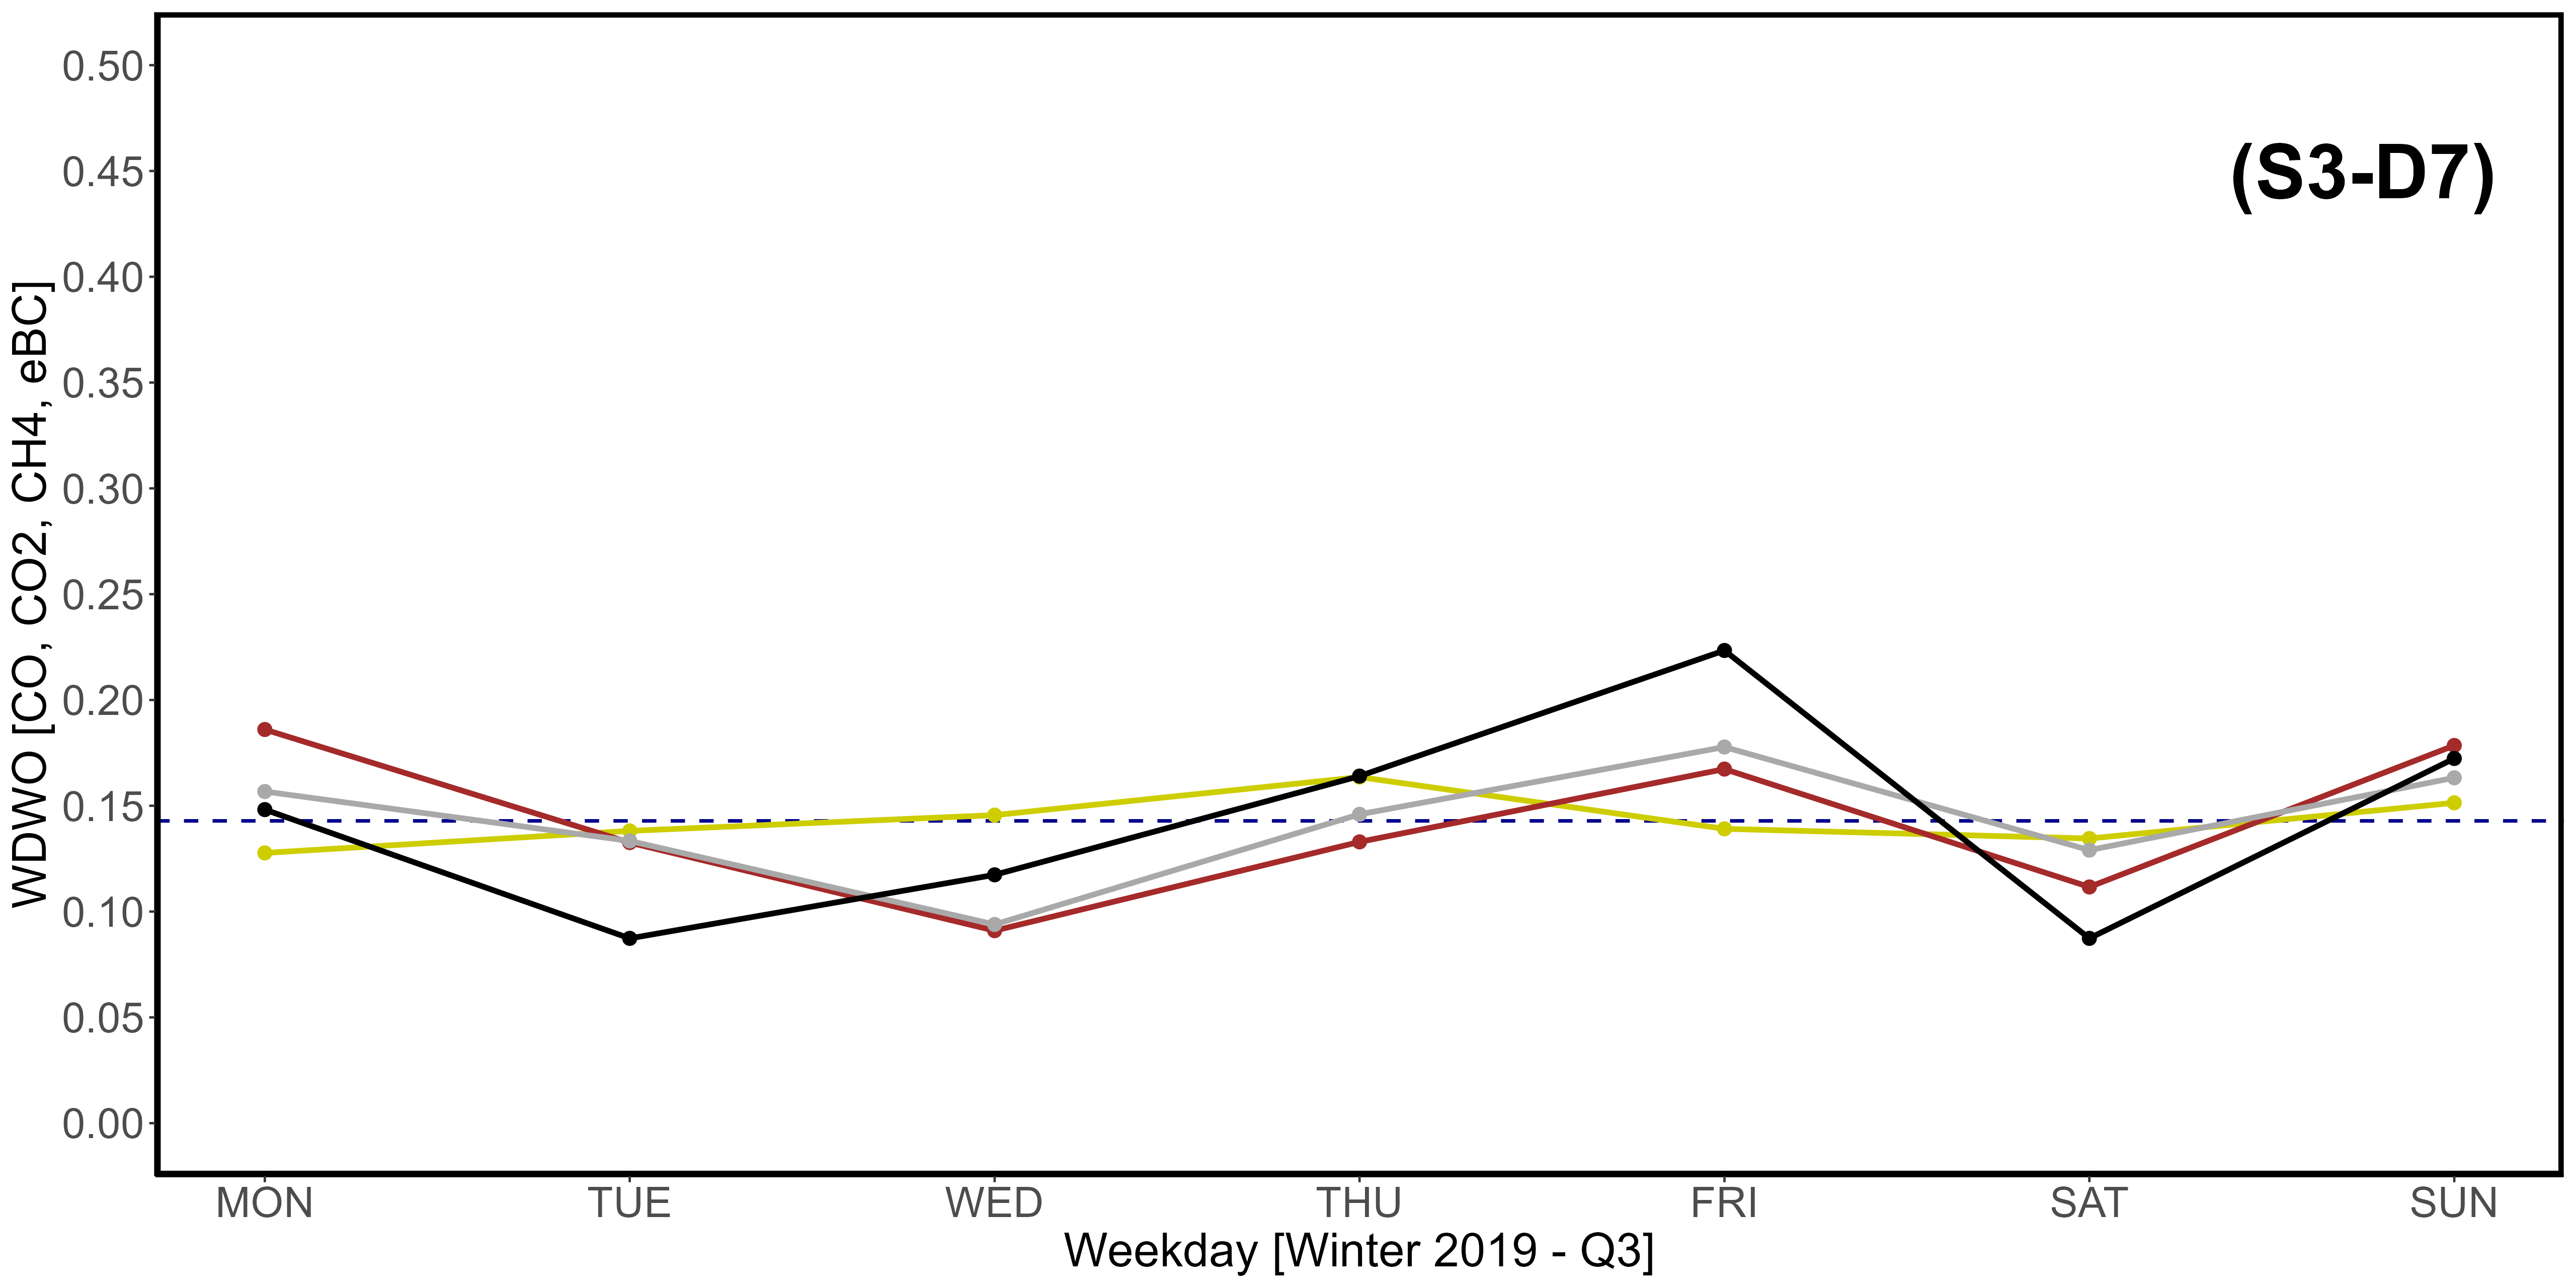 (S3-D7)
WDWO [CO, CO2, CH4, eBC]
0.50
0.45
0.40
0.35
0.30
0.25
0.20
0.15
0.10
0.05
0.00
MON TUE WED THU FRI SAT SUN
Weekday [Winter 2019 - Q3]